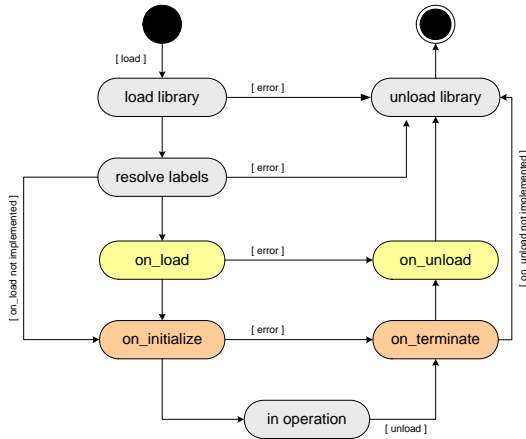 [ load ]
load library
[ error ]
unload library
resolve labels
[ error ]
[ on_load not implemented ]
[ on_unload not implemented ]
on_load
[ error ]
on_unload
on_initialize
[ error ]
on_terminate
in operation
[ unload ]